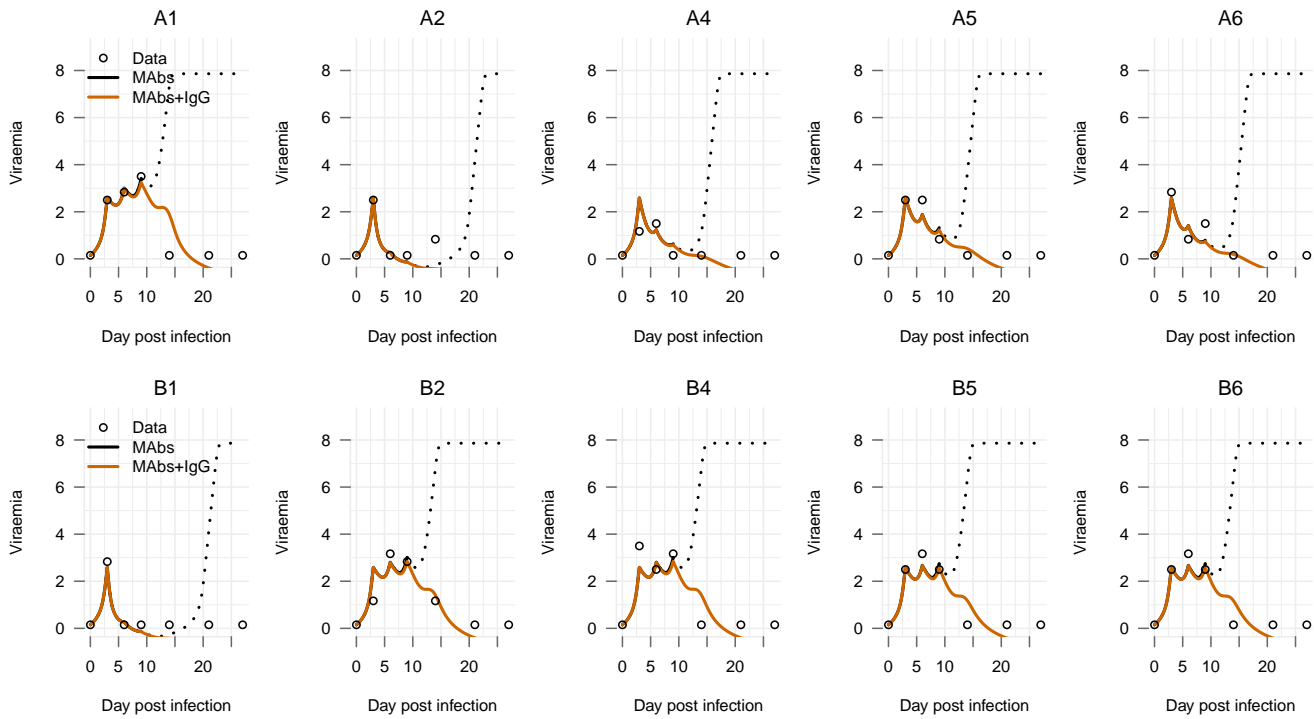 A1 A2 A4 A5 A6
Data
MAbs
MAbs+IgG
8 8 8 8 8
6 6 6 6 6
4 4 4 4 4
2 2 2 2 2
0 0 0 0 0
Viraemia Viraemia Viraemia Viraemia Viraemia
0 5 10 20 0 5 10 20 0 5 10 20 0 5 10 20 0 5 10 20
Day post infection Day post infection Day post infection Day post infection Day post infection
B1 B2 B4 B5 B6
Data
MAbs
MAbs+IgG
8 8 8 8 8
6 6 6 6 6
4 4 4 4 4
2 2 2 2 2
0 0 0 0 0
Viraemia Viraemia Viraemia Viraemia Viraemia
0 5 10 20 0 5 10 20 0 5 10 20 0 5 10 20 0 5 10 20
Day post infection Day post infection Day post infection Day post infection Day post infection